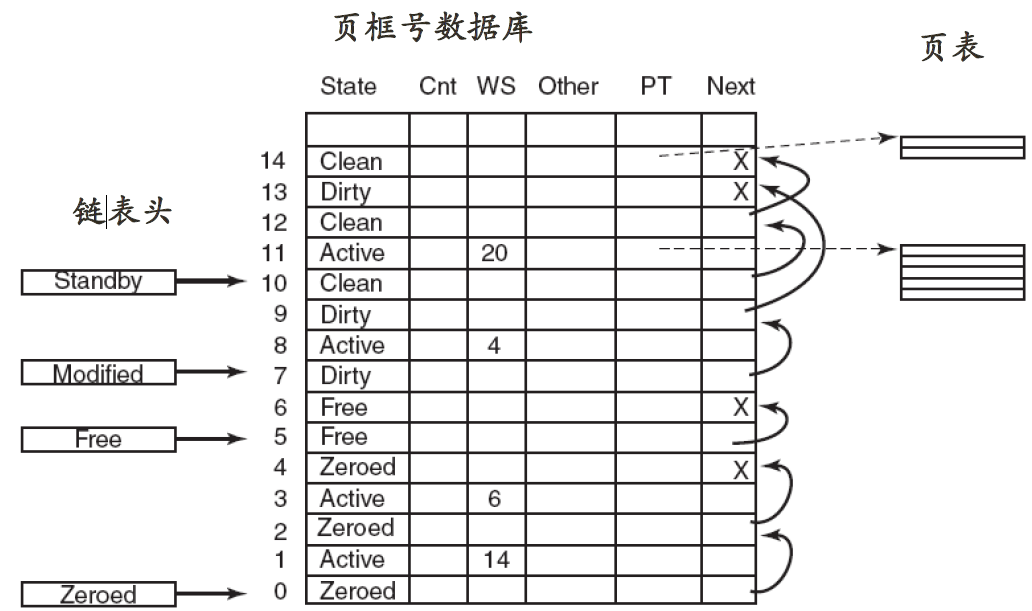 页框号数据库
页表
State Cnt WS Other PT Next
14 Clean X
13 Dirty X
链表头
12 Clean
11 Active 20
Standby
10 Clean
9 Dirty
8 Active 4
Modified
7 Dirty
6 Free X
Free
5 Free
4 Zeroed X
3 Active 6
2 Zeroed
1 Active 14
Zeroed
0 Zeroed